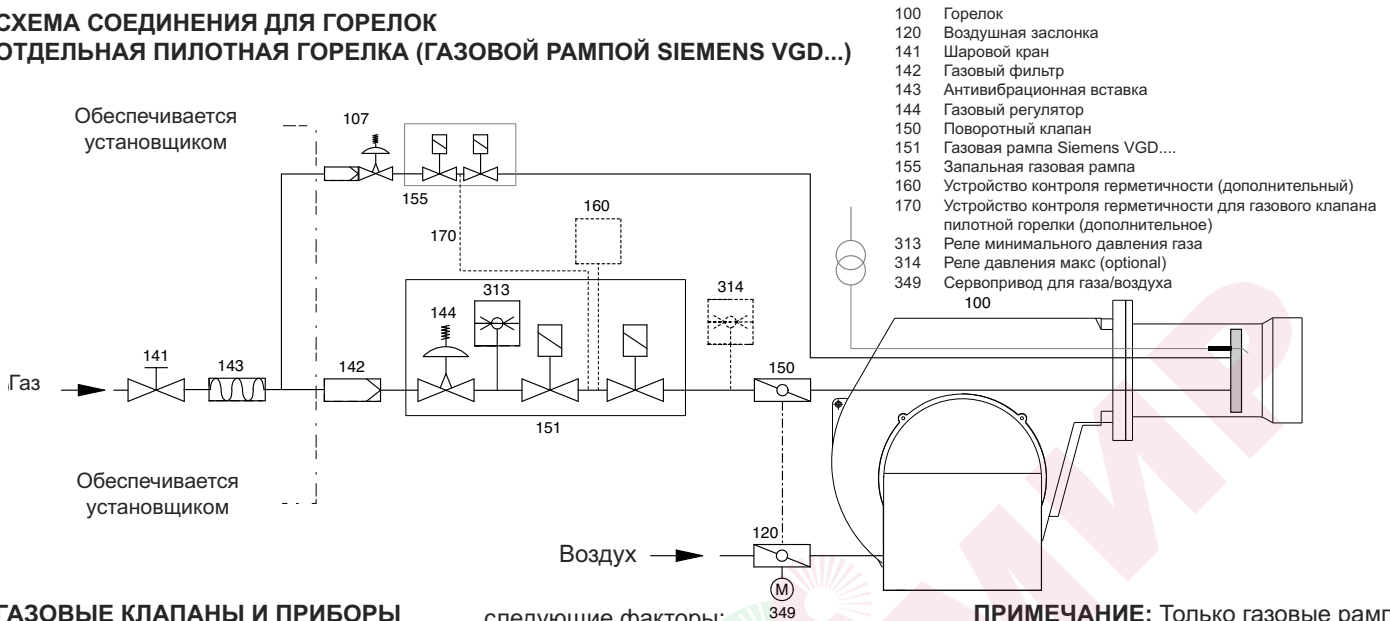 СХЕМА СОЕДИНЕНИЯ ДЛЯ ГОРЕЛОК
ОТДЕЛЬНАЯ ПИЛОТНАЯ ГОРЕЛКА (ГАЗОВОЙ РАМПОЙ SIEMENS VGD...)
100 Горелок
120 Воздушная заслонка
141 Шаровой кран
142 Газовый фильтр
143 Антивибрационная вставка
144 Газовый регулятор
150 Поворотный клапан
151 Газовая рампа Siemens VGD....
155 Запальная газовая рампа
160 Устройство контроля герметичности (дополнительный)
170 Устройство контроля герметичности для газового клапана
пилотной горелки (дополнительное)
313 Реле минимального давления газа
314 Реле давления макс (optional)
349 Сервопривод для газа/воздуха
Обеспечивается
установщиком
107
155
160
170
100
313
314
144
141
143
142
150
Газ
151
Обеспечивается
установщиком
120
Воздух
M
349
МИР
ГАЗОВЫЕ КЛАПАНЫ И ПРИБОРЫ
следующие факторы:
ПРИМЕЧАНИЕ: Только газовые рамп